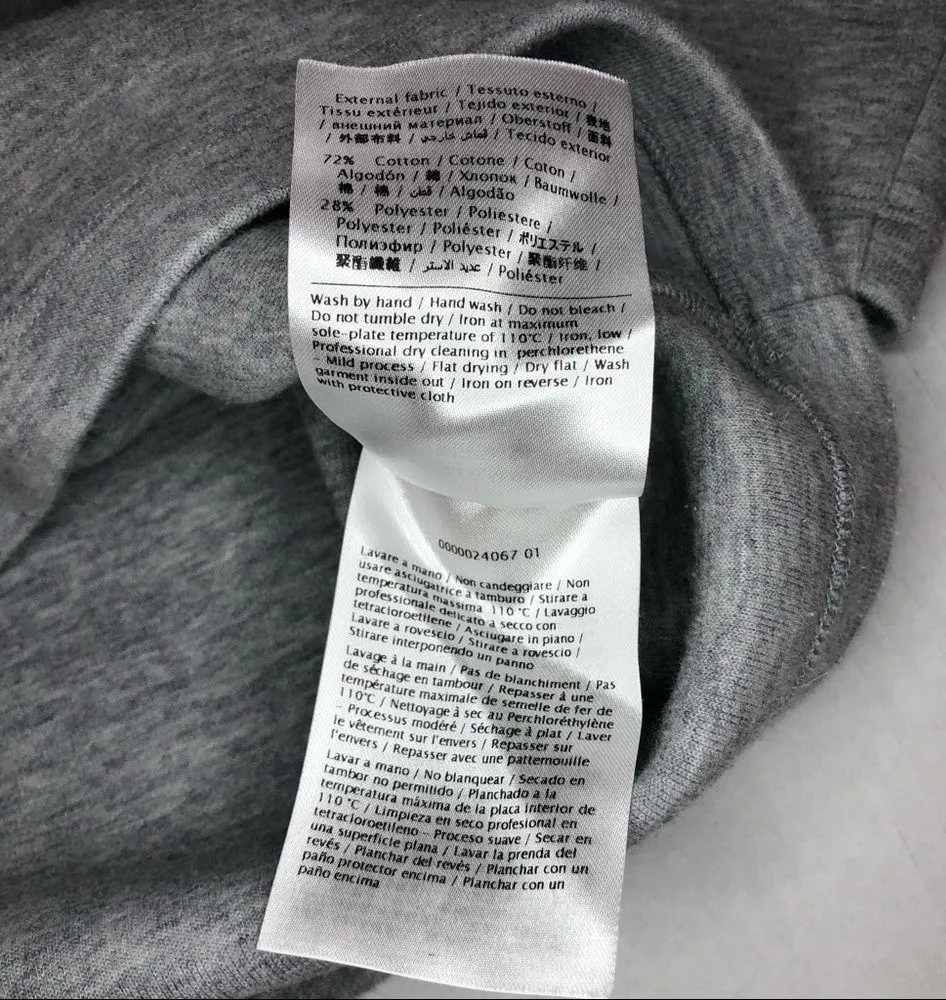 External fabric / Tessuto esterno /
Tissu extérieur / Tejido exterior / 表地
/ внешний материал / Oberstoff / 面料
/ 外部布料 / قماش خارجي / Tecido exterior
72% Cotton / Cotone / Coton /
Algodón / 綿 / Хлопок / Baumwolle /
棉 / 棉 / قطن / Algodão
28% Polyester / Poliestere /
Polyester / Poliéster / ポリエステル /
Полиэфир / Polyester / 聚酯纤维 /
聚酯纖維 / عديد الاستر / Poliéster
Wash by hand / Hand wash / Do not bleach /
Do not tumble dry / Iron at maximum
sole-plate temperature of 110°C / Iron, low /
Professional dry cleaning in perchlorethene
- Mild process / Flat drying / Dry flat / Wash
garment inside out / Iron on reverse / Iron
with protective cloth
0000024067 01
Lavare a mano / Non candeggiare / Non
usare asciugatrice a tamburo / Stirare a
temperatura massima 110 °C / Lavaggio
professionale delicato a secco con
tetracloroetilene / Asciugare in piano /
Lavare a rovescio / Stirare a rovescio /
Stirare interponendo un panno
Lavage à la main / Pas de blanchiment / Pas
de séchage en tambour / Repasser à une
température maximale de semelle de fer de
110°C / Nettoyage à sec au Perchloréthylène
- Processus modéré / Séchage à plat / Laver
le vêtement sur l'envers / Repasser sur
l'envers / Repasser avec une pattemouille
Lavar a mano / No blanquear / Secado en
tambor no permitido / Planchado a la
temperatura máxima de la placa interior de
110 °C / Limpieza en seco profesional en
tetracloroetileno - Proceso suave / Secar en
una superficie plana / Lavar la prenda del
revés / Planchar del revés / Planchar con un
paño protector encima / Planchar con un
paño encima